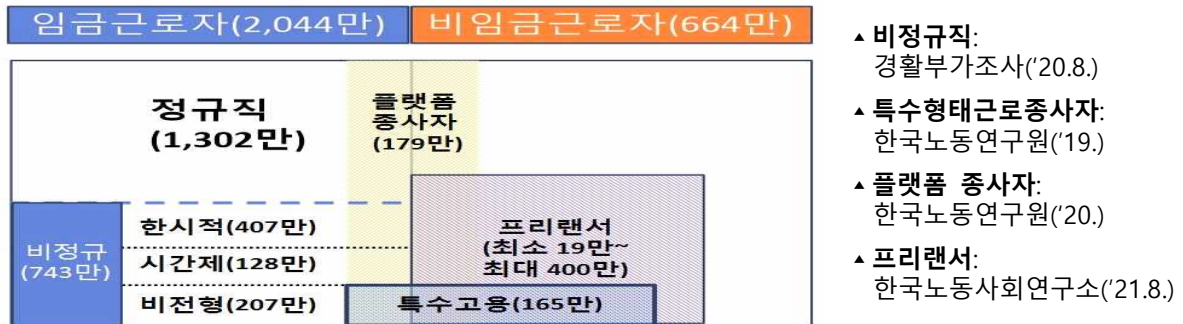 임금근로자(2,044만) 비임금근로자(664만)
정규직
(1,302만)
플랫폼
종사자
(179만)
비정규
(743만)
한시적(407만)
시간제(128만)
비전형(207만)
프리랜서
(최소 19만~
최대 400만)
특수고용(165만)
▴ 비정규직:
경활부가조사('20.8.)
▴ 특수형태근로종사자:
한국노동연구원('19.)
▴ 플랫폼 종사자:
한국노동연구원('20.)
▴ 프리랜서:
한국노동사회연구소('21.8.)